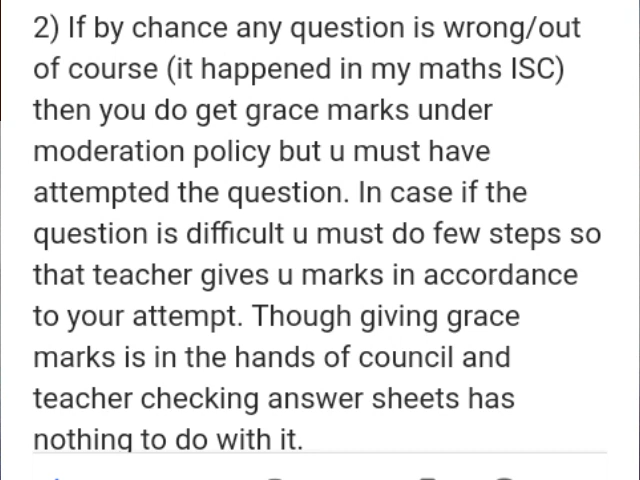 2) If by chance any question is wrong/out
of course (it happened in my maths ISC)
then you do get grace marks under
moderation policy but u must have
attempted the question. In case if the
question is difficult u must do few steps so
that teacher gives u marks in accordance
to your attempt. Though giving grace
marks is in the hands of council and
teacher checking answer sheets has
nothing to do with it.